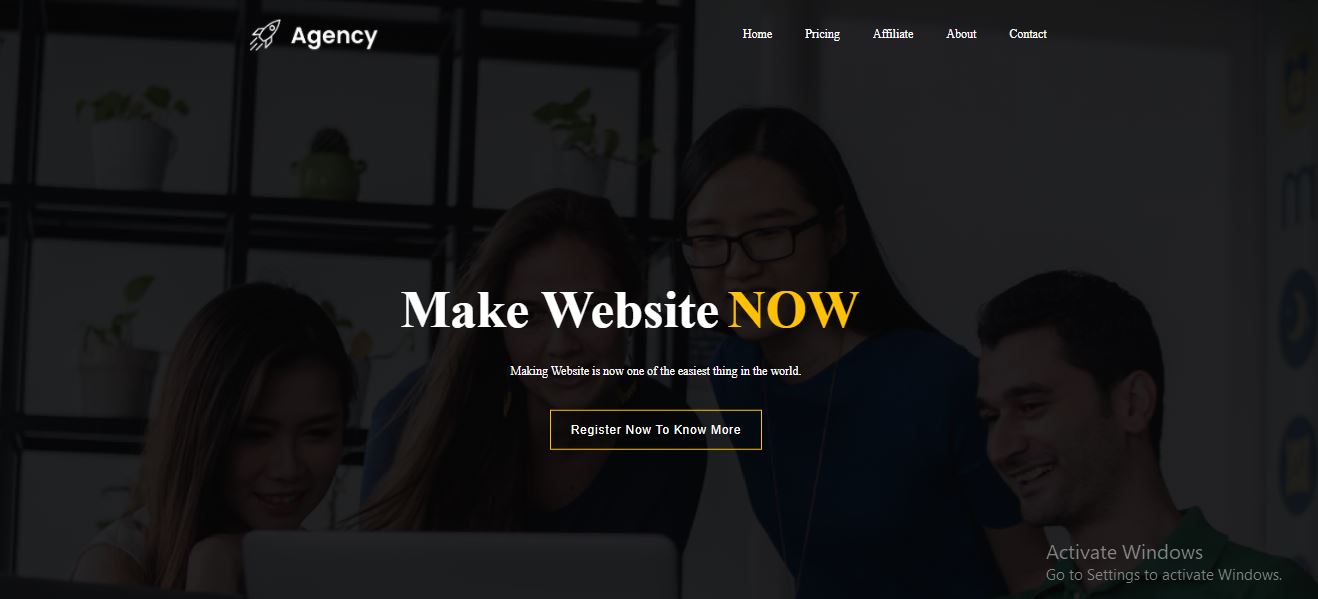 Agency
Home Pricing Affiliate About Contact
Make Website NOW
Making Website is now one of the easiest thing in the world.
Register Now To Know More
Activate Windows
Go to Settings to activate Windows.